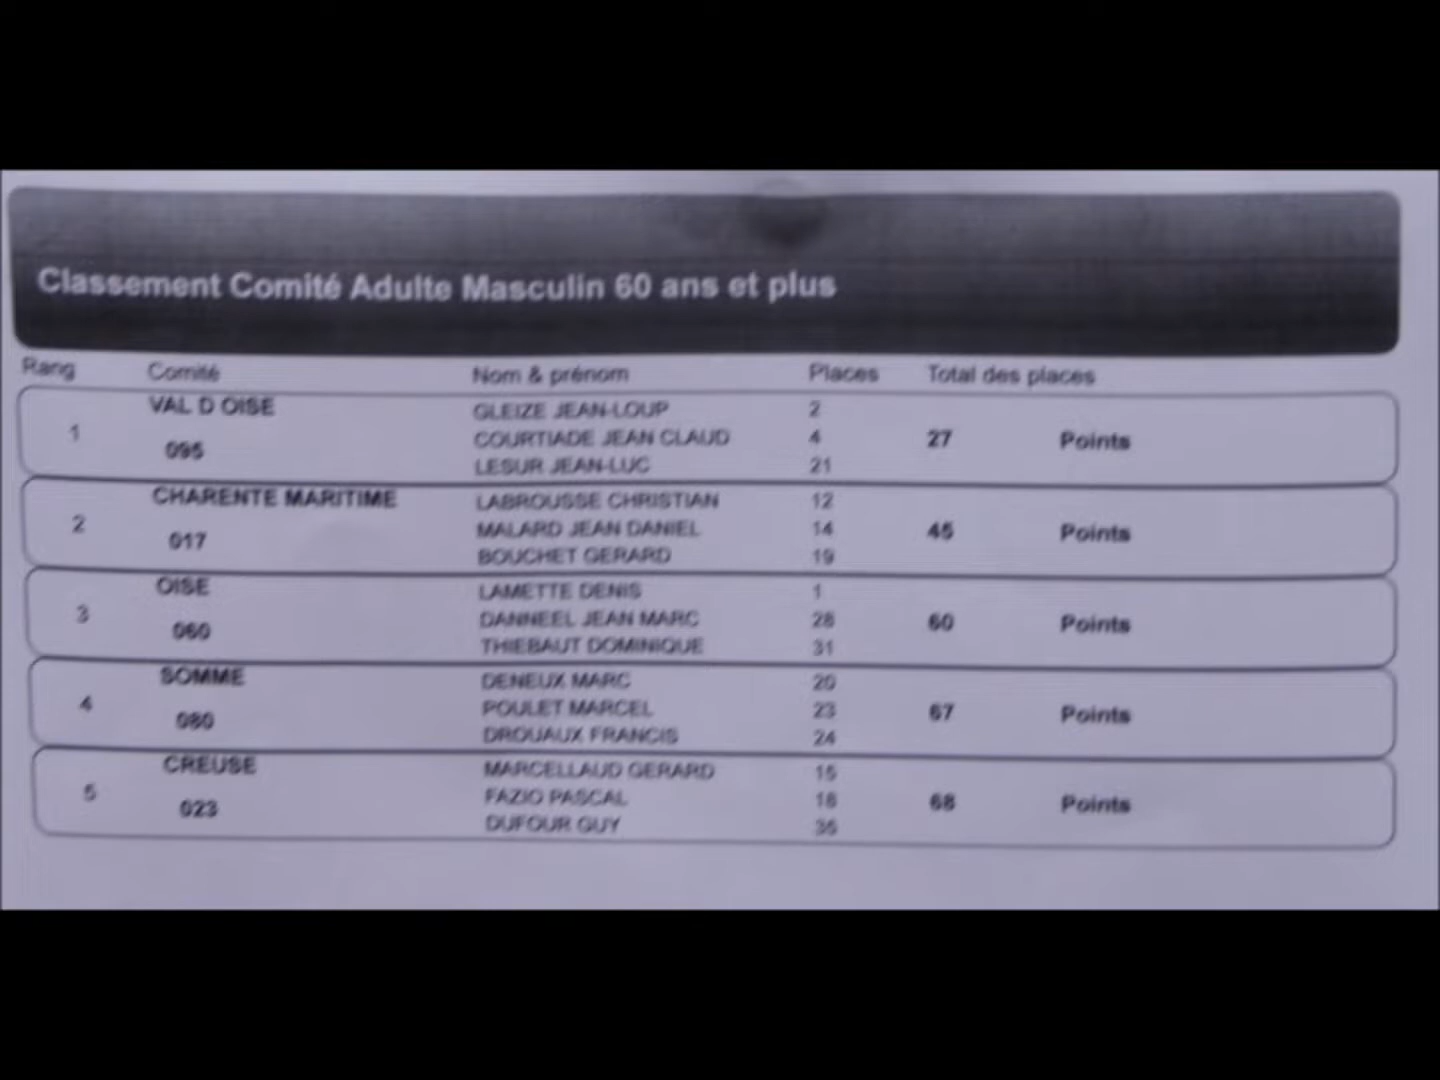 Classement Comité Adulte Masculin 60 ans et plus
Rang Comité Nom & prénom Places Total des places
1 VAL D OISE 095 GLEIZE JEAN-LOUP 2 27 Points
COURTIADE JEAN CLAUD 4
LESUR JEAN-LUC 21
2 CHARENTE MARITIME 017 LABROUSSE CHRISTIAN 12 45 Points
MALARD JEAN DANIEL 14
BOUCHET GERARD 19
3 OISE 060 LAMETTE DENIS 1 60 Points
DANNEEL JEAN MARC 28
THIEBAUT DOMINIQUE 31
4 SOMME 080 DENEUX MARC 20 67 Points
POULET MARCEL 23
DROUAUX FRANCIS 24
5 CREUSE 023 MARCELLAUD GERARD 15 68 Points
FAZIO PASCAL 18
DUFOUR GUY 35